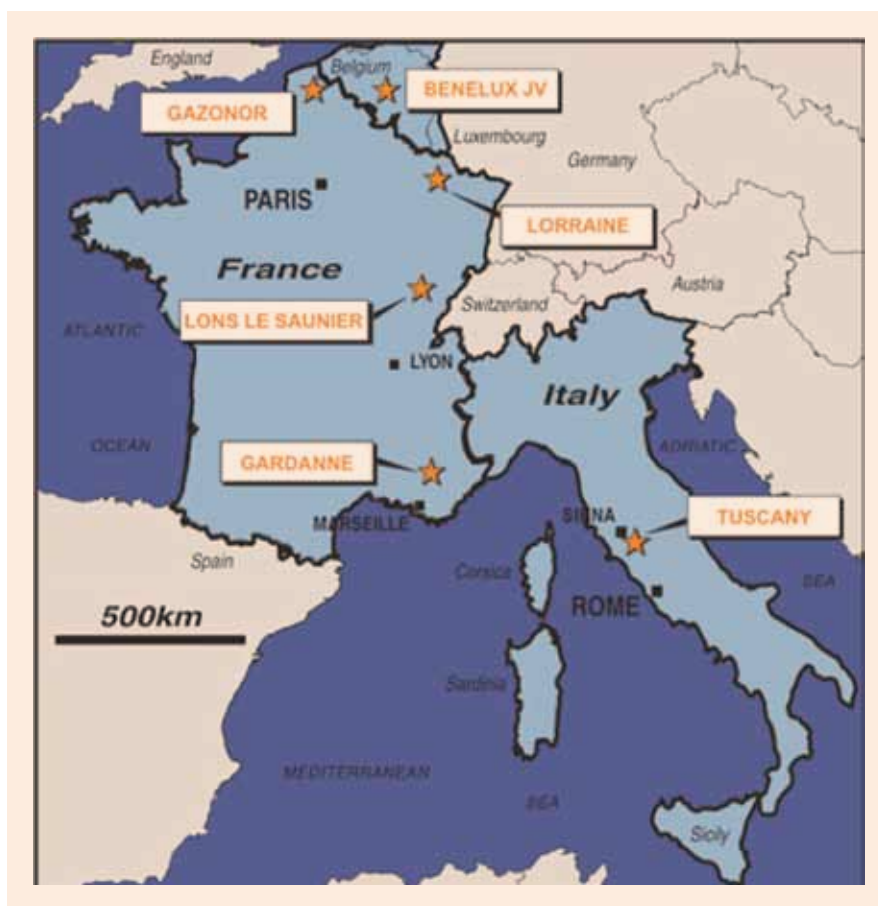 England
Belgium
BENELUX JV
GAZONOR
Luxembourg
Germany
PARIS
LORRAINE
France
Austria
Switzerland
LONS LE SAUNIER
ATLANTIC
LYON
Italy
OCEAN
ADRIATIC
GARDANNE
MARSEILLE
SIENA
TUSCANY
Spain
Corsica
SEA
ROME
500km
Sardinia
MEDITERRANEAN
SEA
Sicily